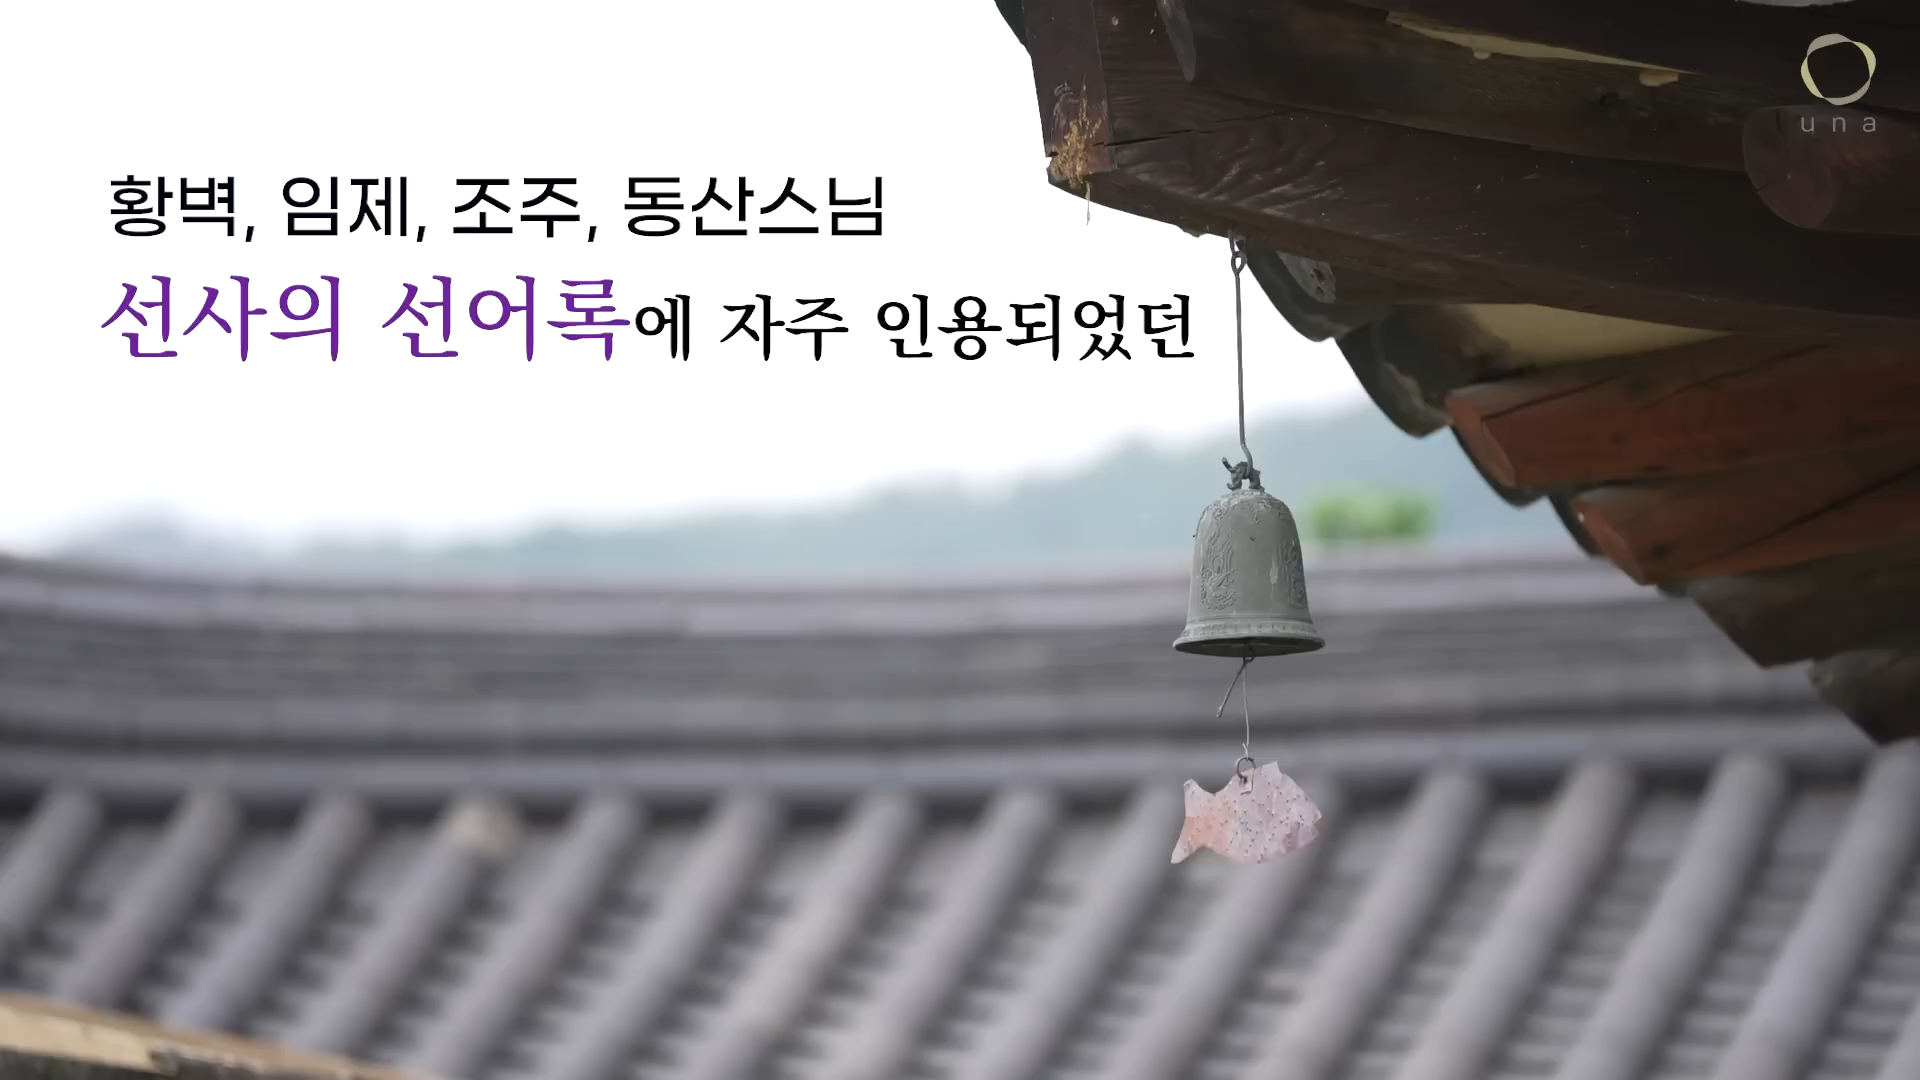 황벽, 임제, 조주, 동산스님
선사의 선어록에 자주 인용되었던
una